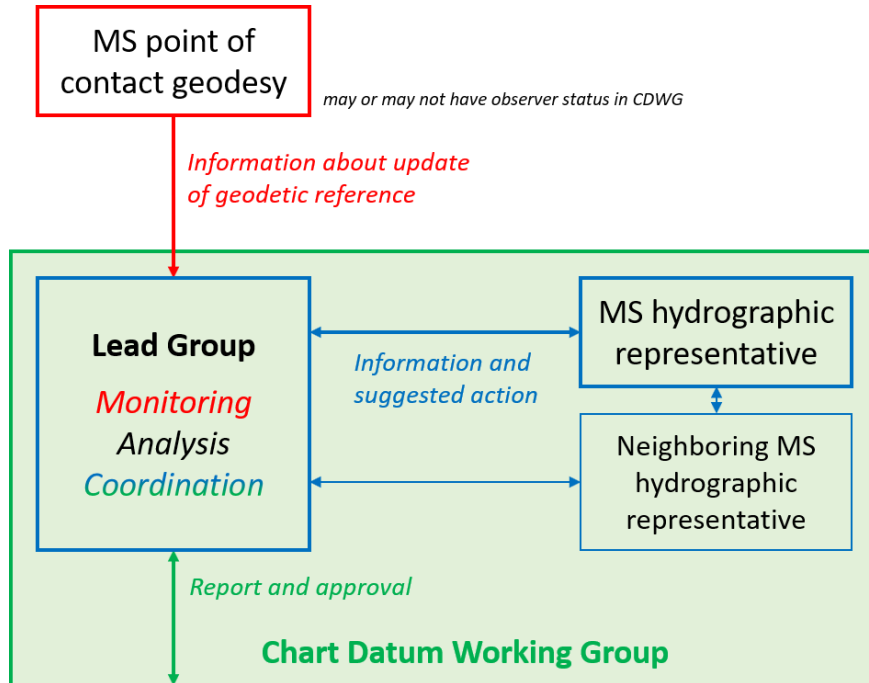 MS point of
contact geodesy
may or may not have observer status in CDWG
Information about update
of geodetic reference
Lead Group
Monitoring
Analysis
Coordination
Information and
suggested action
MS hydrographic
representative
Neighboring MS
hydrographic
representative
Report and approval
Chart Datum Working Group